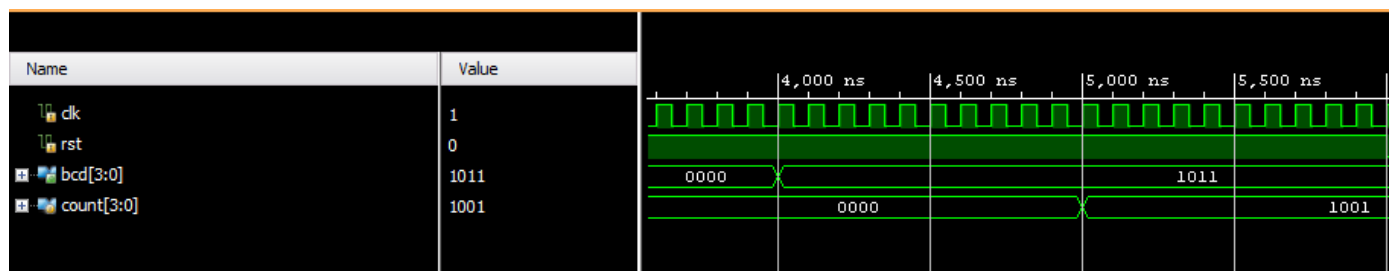 Name Value
4,000 ns 4,500 ns 5,000 ns 5,500 ns
clk 1
rst 0
bcd[3:0] 1011 0000 1011
count[3:0] 1001 0000 1001